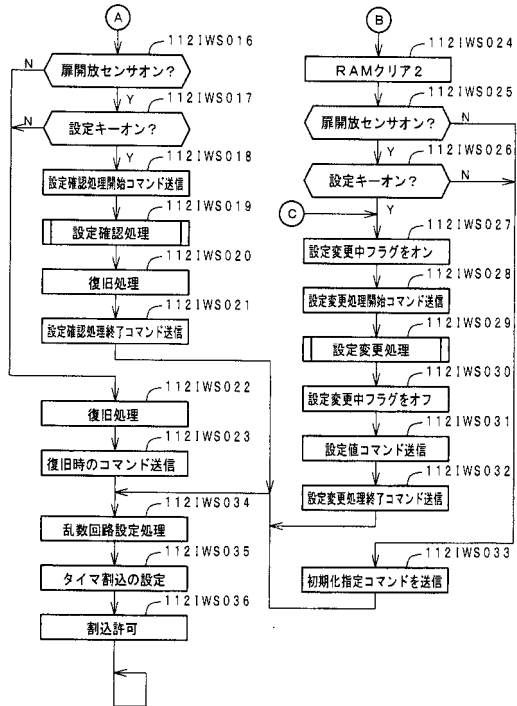 A
112IWS016
N
扉開放センサオン?
Y
112IWS017
N
設定キーオン?
Y
112IWS018
設定確認処理開始コマンド送信
112IWS019
設定確認処理
112IWS020
復旧処理
112IWS021
設定確認処理終了コマンド送信
112IWS022
復旧処理
112IWS023
復旧時のコマンド送信
112IWS034
乱数回路設定処理
112IWS035
タイマ割込の設定
112IWS036
割込許可
B
112IWS024
RAMクリア2
112IWS025
扉開放センサオン?
N
Y
112IWS026
設定キーオン?
N
C
Y
112IWS027
設定変更中フラグをオン
112IWS028
設定変更処理開始コマンド送信
112IWS029
設定変更処理
112IWS030
設定変更中フラグをオフ
112IWS031
設定値コマンド送信
112IWS032
設定変更処理終了コマンド送信
112IWS033
初期化指定コマンドを送信